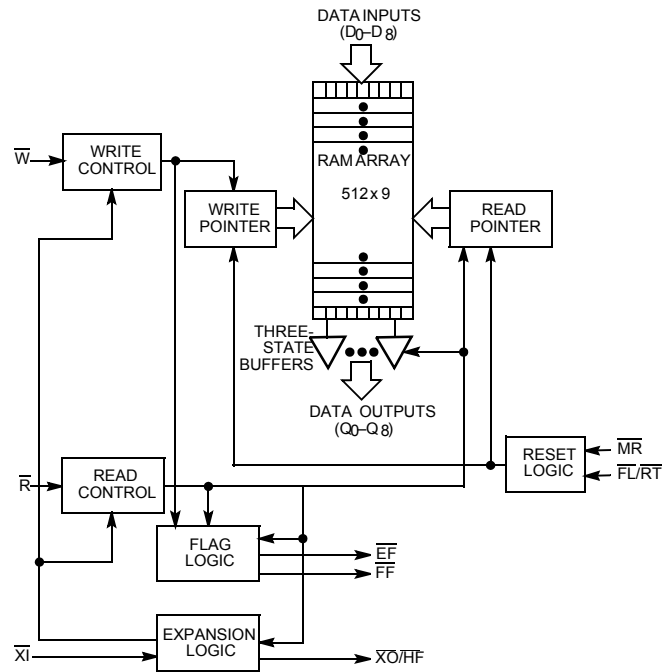 DATA INPUTS
(D0–D8)
W
WRITE
CONTROL
WRITE
POINTER
RAM ARRAY
512 x 9
READ
POINTER
THREE-
STATE
BUFFERS
DATA OUTPUTS
(Q0–Q8)
RESET
LOGIC
MR
FL/RT
R
READ
CONTROL
FLAG
LOGIC
EF
FF
EXPANSION
LOGIC
XI
XO/HF